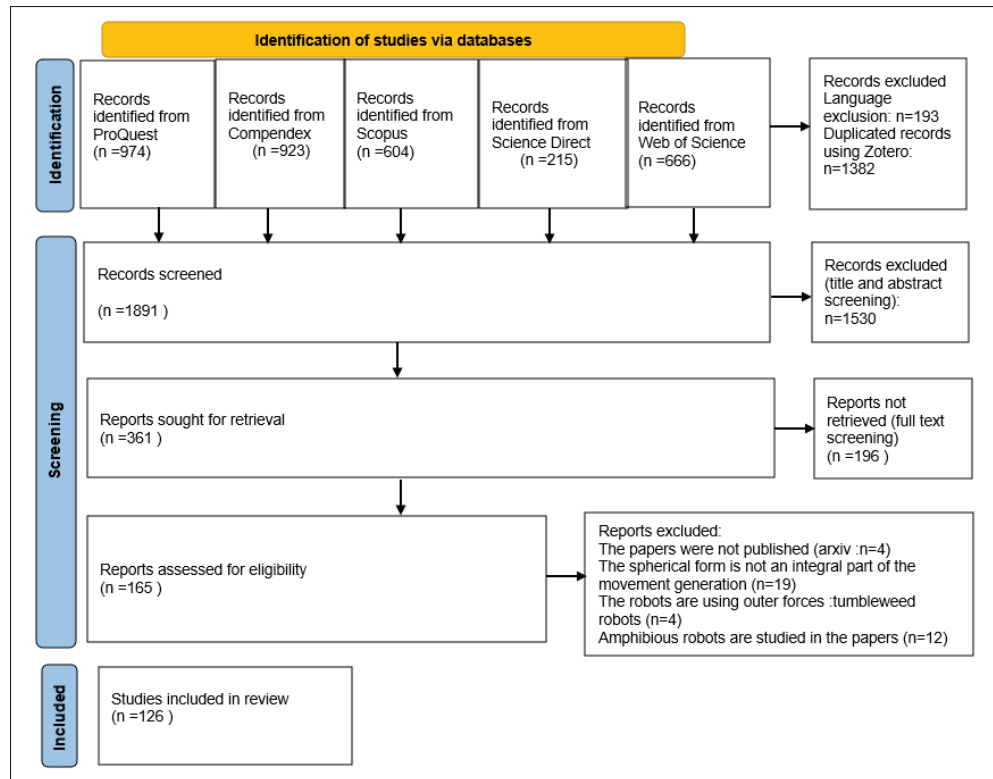 Identification of studies via databases
Identification
Records
identified from
ProQuest
(n =974)
Records
identified from
Compendex
(n =923)
Records
identified from
Scopus
(n =604)
Records
identified from
Science Direct
(n =215)
Records
identified from
Web of Science
(n =666)
Records excluded
Language
exclusion: n=193
Duplicated records
using Zotero:
n=1382
Screening
Records screened
(n =1891 )
Records excluded
(title and abstract
screening):
n=1530
Reports sought for retrieval
(n =361 )
Reports not
retrieved (full text
screening)
(n =196 )
Reports assessed for eligibility
(n =165 )
Reports excluded:
The papers were not published (arxiv :n=4)
The spherical form is not an integral part of the
movement generation (n=19)
The robots are using outer forces :tumbleweed
robots (n=4)
Amphibious robots are studied in the papers (n=12)
Included
Studies included in review
(n =126 )